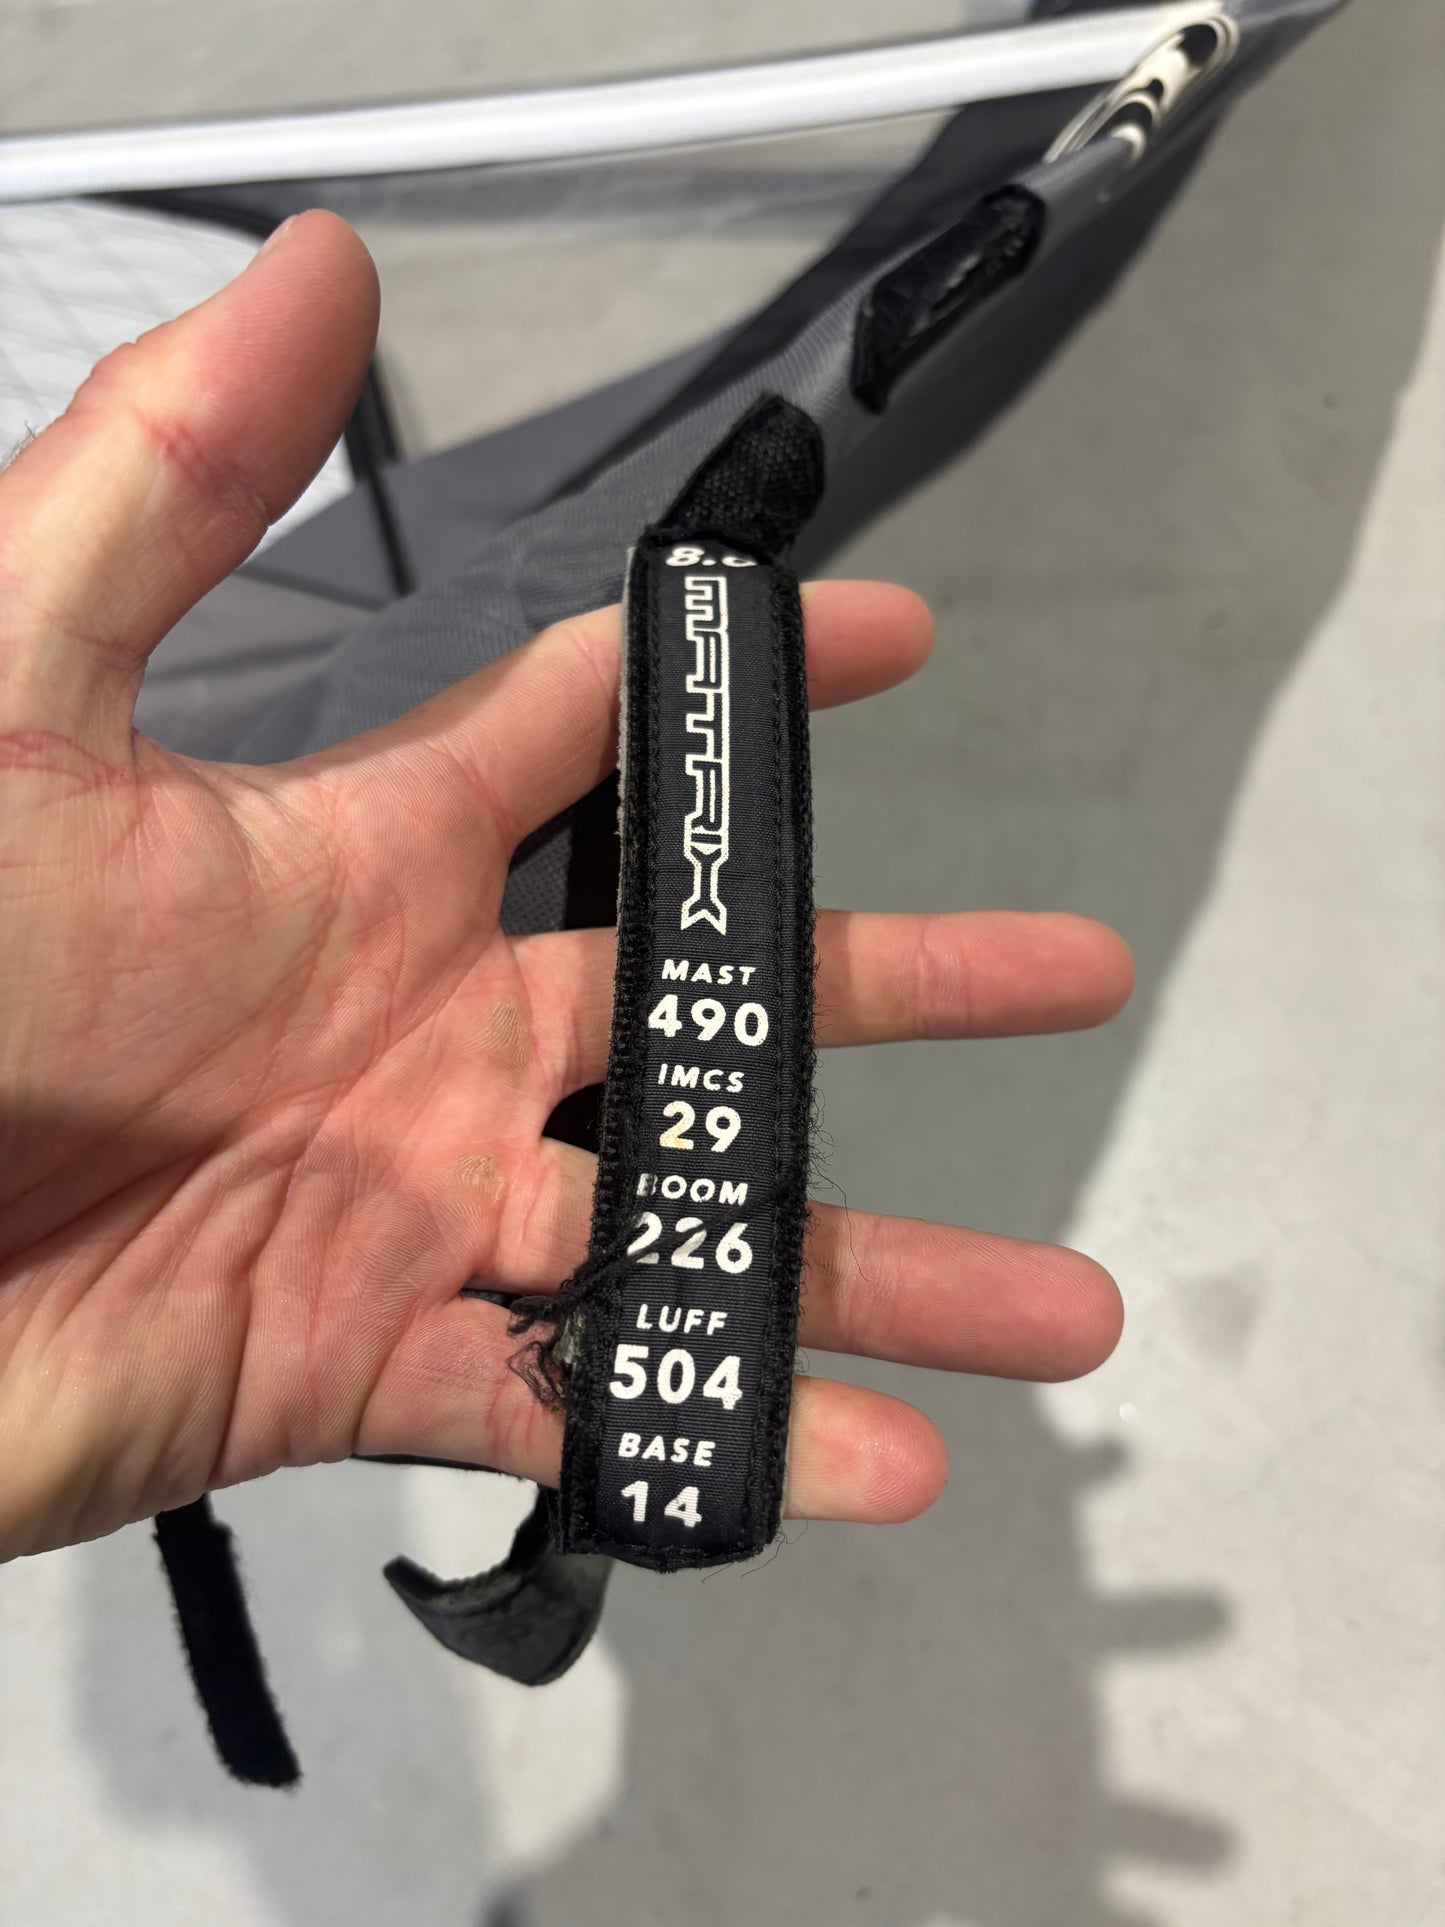 MATRIX
MAST
490
IMCS
29
BOOM
226
LUFF
504
BASE
14